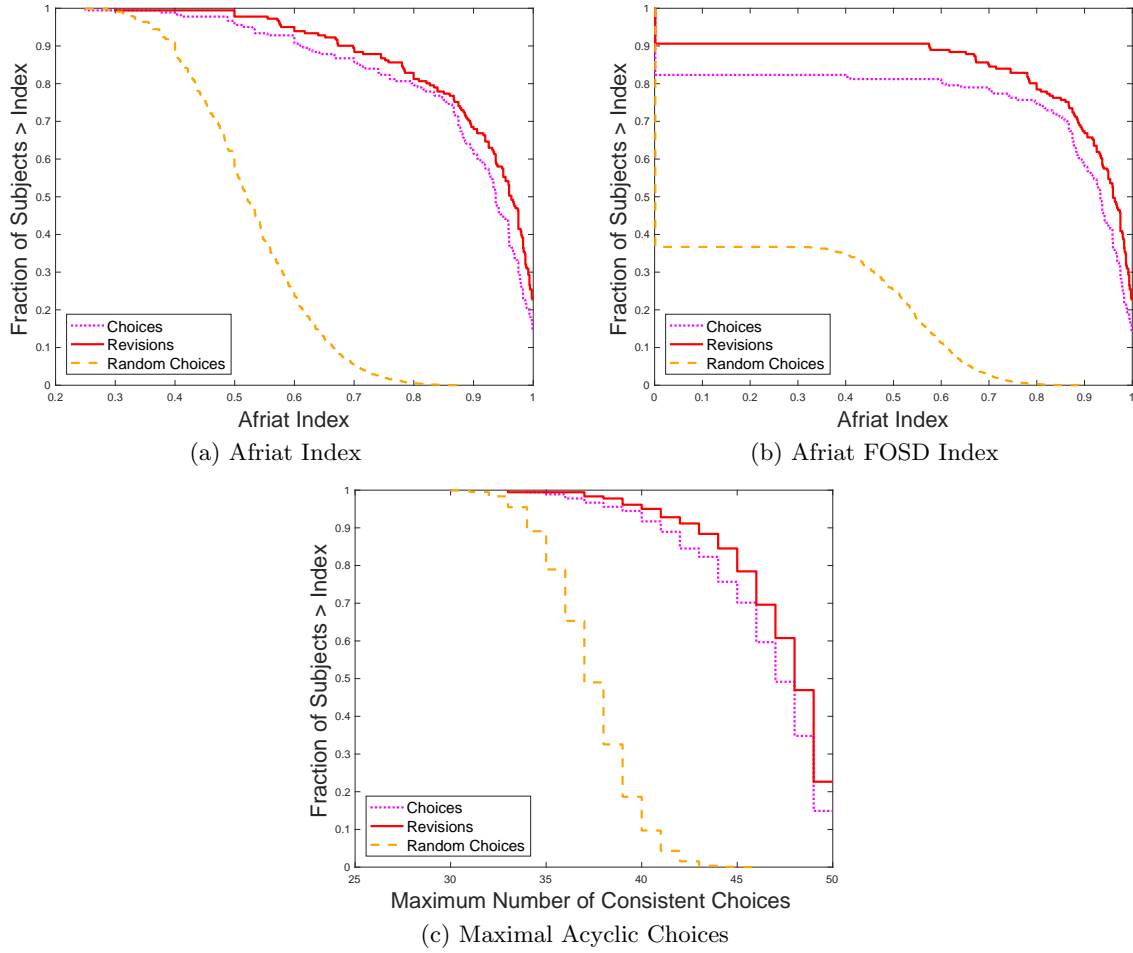 Fraction of Subjects > Index
1
0.9
0.8
0.7
0.6
0.5
0.4
0.3
0.2
0.1
0
Choices
Revisions
Random Choices
0.2 0.3 0.4 0.5 0.6 0.7 0.8 0.9 1
Afriat Index
(a) Afriat Index
Fraction of Subjects > Index
1
0.9
0.8
0.7
0.6
0.5
0.4
0.3
0.2
0.1
0
Choices
Revisions
Random Choices
0 0.1 0.2 0.3 0.4 0.5 0.6 0.7 0.8 0.9 1
Afriat Index
(b) Afriat FOSD Index
Fraction of Subjects > Index
1
0.9
0.8
0.7
0.6
0.5
0.4
0.3
0.2
0.1
0
Choices
Revisions
Random Choices
25 30 35 40 45 50
Maximum Number of Consistent Choices
(c) Maximal Acyclic Choices